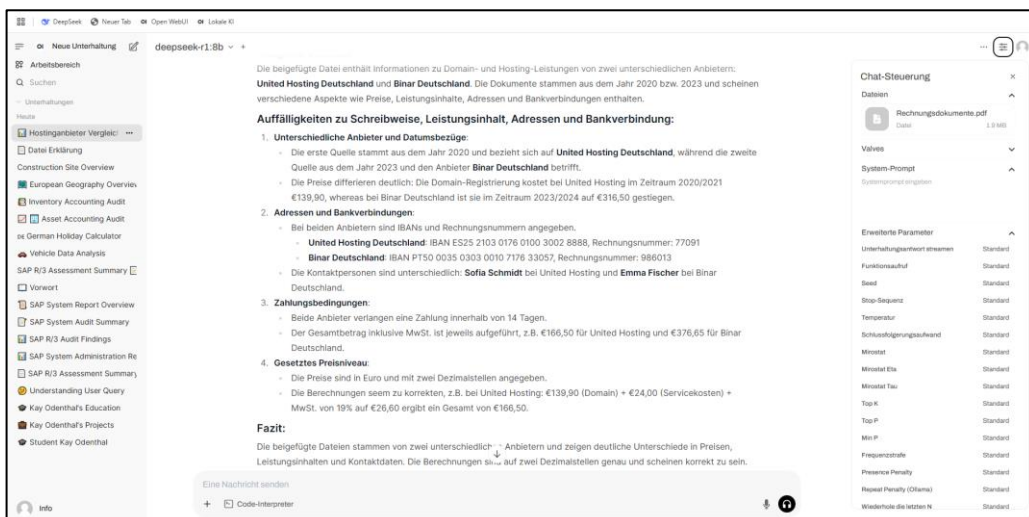 DeepSeek Neuer Tab OI Open WebUI OI Lokale KI
OI Neue Unterhaltung
Arbeitsbereich
Suchen
Unterhaltungen
Heute
Hostinganbieter Vergleic
Datei Erklärung
Construction Site Overview
European Geography Overview
Inventory Accounting Audit
Asset Accounting Audit
DE German Holiday Calculator
Vehicle Data Analysis
SAP R/3 Assessment Summary
Vorwort
SAP System Report Overview
SAP System Audit Summary
SAP R/3 Audit Findings
SAP System Administration Re
SAP R/3 Assessment Summary
Understanding User Query
Kay Odenthal's Education
Kay Odenthal's Projects
Student Kay Odenthal
Info
deepseek-r1:8b
Die beigefügte Datei enthält Informationen zu Domain- und Hosting-Leistungen von zwei unterschiedlichen Anbietern:
United Hosting Deutschland und Binar Deutschland. Die Dokumente stammen aus dem Jahr 2020 bzw. 2023 und scheinen
verschiedene Aspekte wie Preise, Leistungsinhalte, Adressen und Bankverbindungen enthalten.
Auffälligkeiten zu Schreibweise, Leistungsinhalt, Adressen und Bankverbindung:
1. Unterschiedliche Anbieter und Datumsbezüge:
◦ Die erste Quelle stammt aus dem Jahr 2020 und bezieht sich auf United Hosting Deutschland, während die zweite
Quelle aus dem Jahr 2023 und den Anbieter Binar Deutschland betrifft.
◦ Die Preise differieren deutlich: Die Domain-Registrierung kostet bei United Hosting im Zeitraum 2020/2021
€139,90, whereas bei Binar Deutschland ist sie im Zeitraum 2023/2024 auf €316,50 gestiegen.
2. Adressen und Bankverbindungen:
◦ Bei beiden Anbietern sind IBANs und Rechnungsnummern angegeben.
▪ United Hosting Deutschland: IBAN ES25 2103 0176 0100 3002 8888, Rechnungsnummer: 77091
▪ Binar Deutschland: IBAN PT50 0035 0303 0010 7176 33057, Rechnungsnummer: 986013
◦ Die Kontaktpersonen sind unterschiedlich: Sofia Schmidt bei United Hosting und Emma Fischer bei Binar
Deutschland.
3. Zahlungsbedingungen:
◦ Beide Anbieter verlangen eine Zahlung innerhalb von 14 Tagen.
◦ Der Gesamtbetrag inklusive MwSt. ist jeweils aufgeführt, z.B. €166,50 für United Hosting und €376,65 für Binar
Deutschland.
4. Gesetztes Preisniveau:
◦ Die Preise sind in Euro und mit zwei Dezimalstellen angegeben.
◦ Die Berechnungen seem zu korrekten, z.B. bei United Hosting: €139,90 (Domain) + €24,00 (Servicekosten) +
MwSt. von 19% auf €26,60 ergibt ein Gesamt von €166,50.
Fazit:
Die beigefügte Dateien stammen von zwei Anbietern und zeigen deutliche Unterschiede in Preisen,
Leistungsinhalten und Kontaktdaten. Die Berechnungen auf zwei Dezimalstellen genau und scheinen korrekt zu sein.
Eine Nachricht senden
+ Code-Interpreter
Chat-Steuerung
Dateien
Rechnungsdokumente.pdf
Datei 1.9 MB
Valves
System-Prompt
Systemprompt eingeben
Erweiterte Parameter
Unterhaltungsantwort streamen Standard
Funktionsaufruf Standard
Seed Standard
Stop-Sequenz Standard
Temperatur Standard
Schlussfolgerungsaufwand Standard
Mirostat Standard
Mirostat Eta Standard
Mirostat Tau Standard
Top K Standard
Top P Standard
Min P Standard
Frequenzstrafe Standard
Presence Penalty Standard
Repeat Penalty (Ollama) Standard
Wiederhole die letzten N Standard